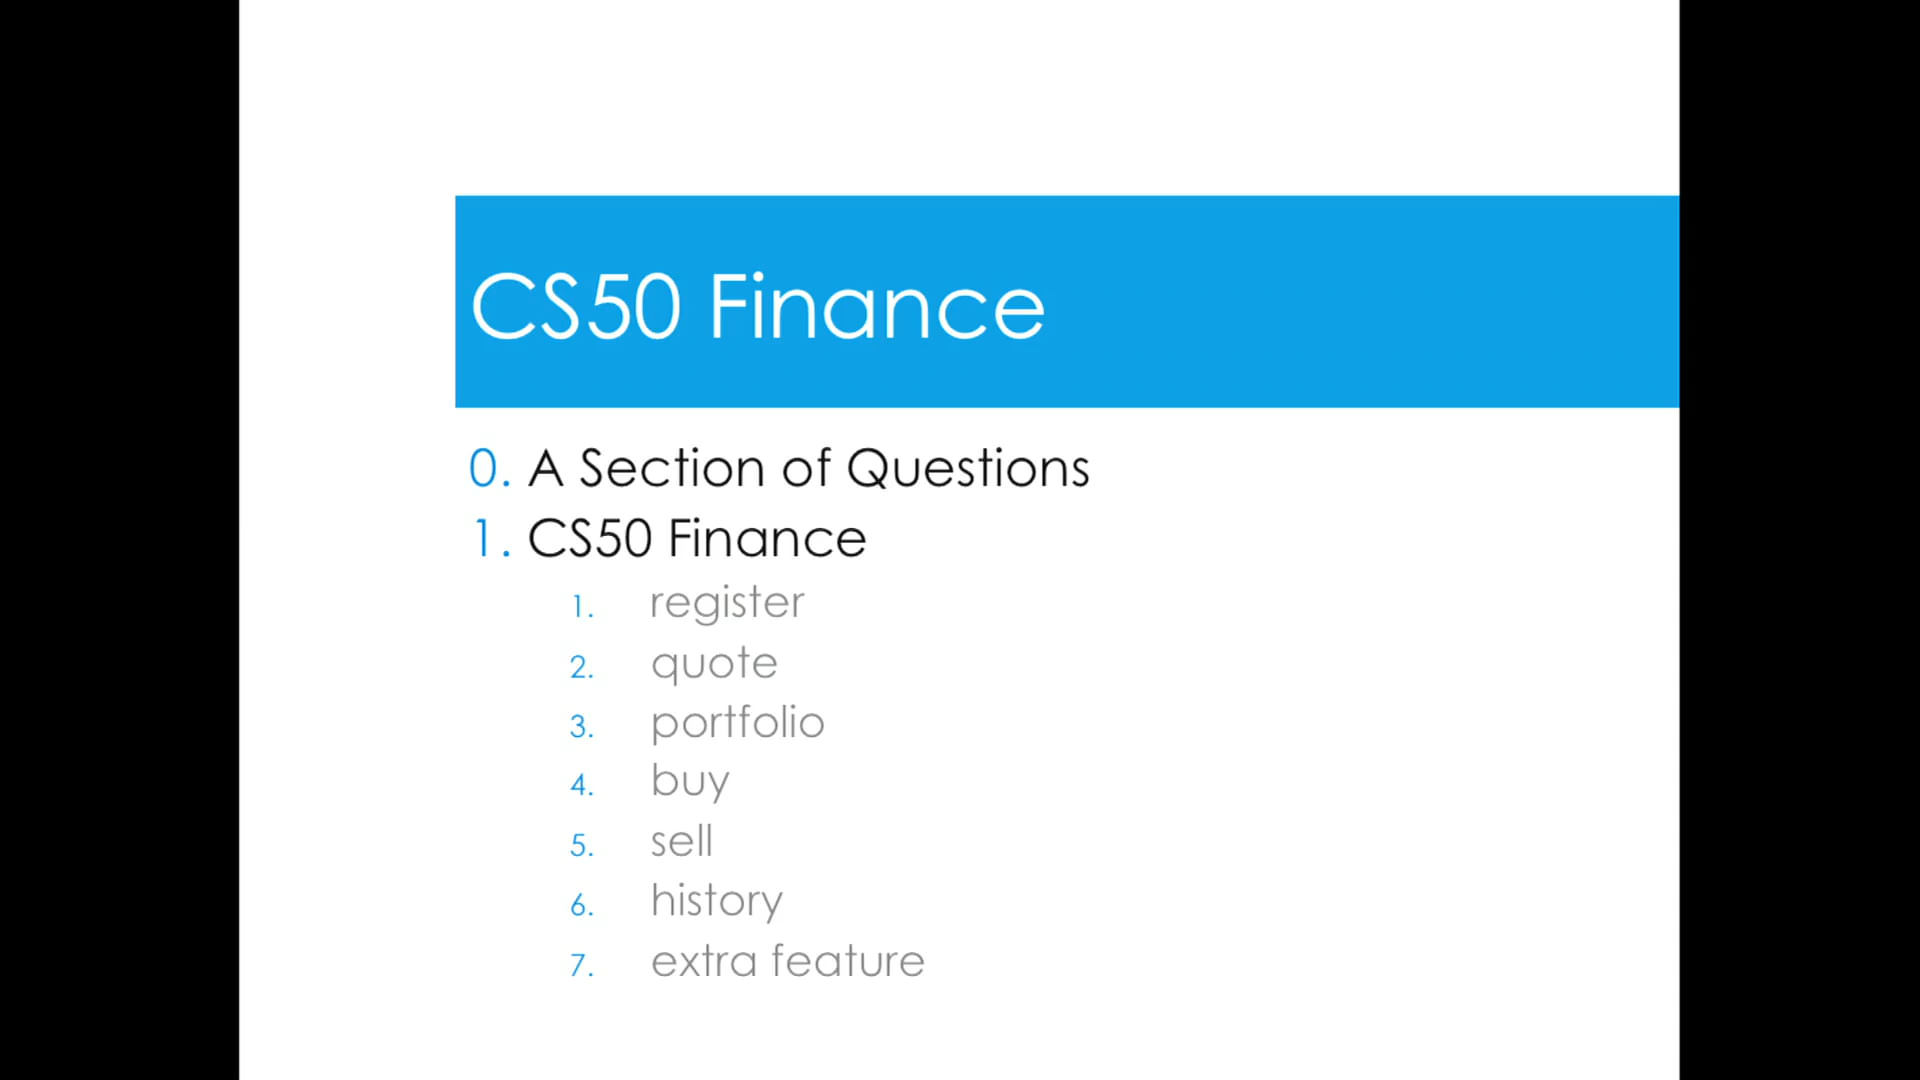 CS50 Finance
0. A Section of Questions
1. CS50 Finance
1. register
2. quote
3. portfolio
4. buy
5. sell
6. history
7. extra feature